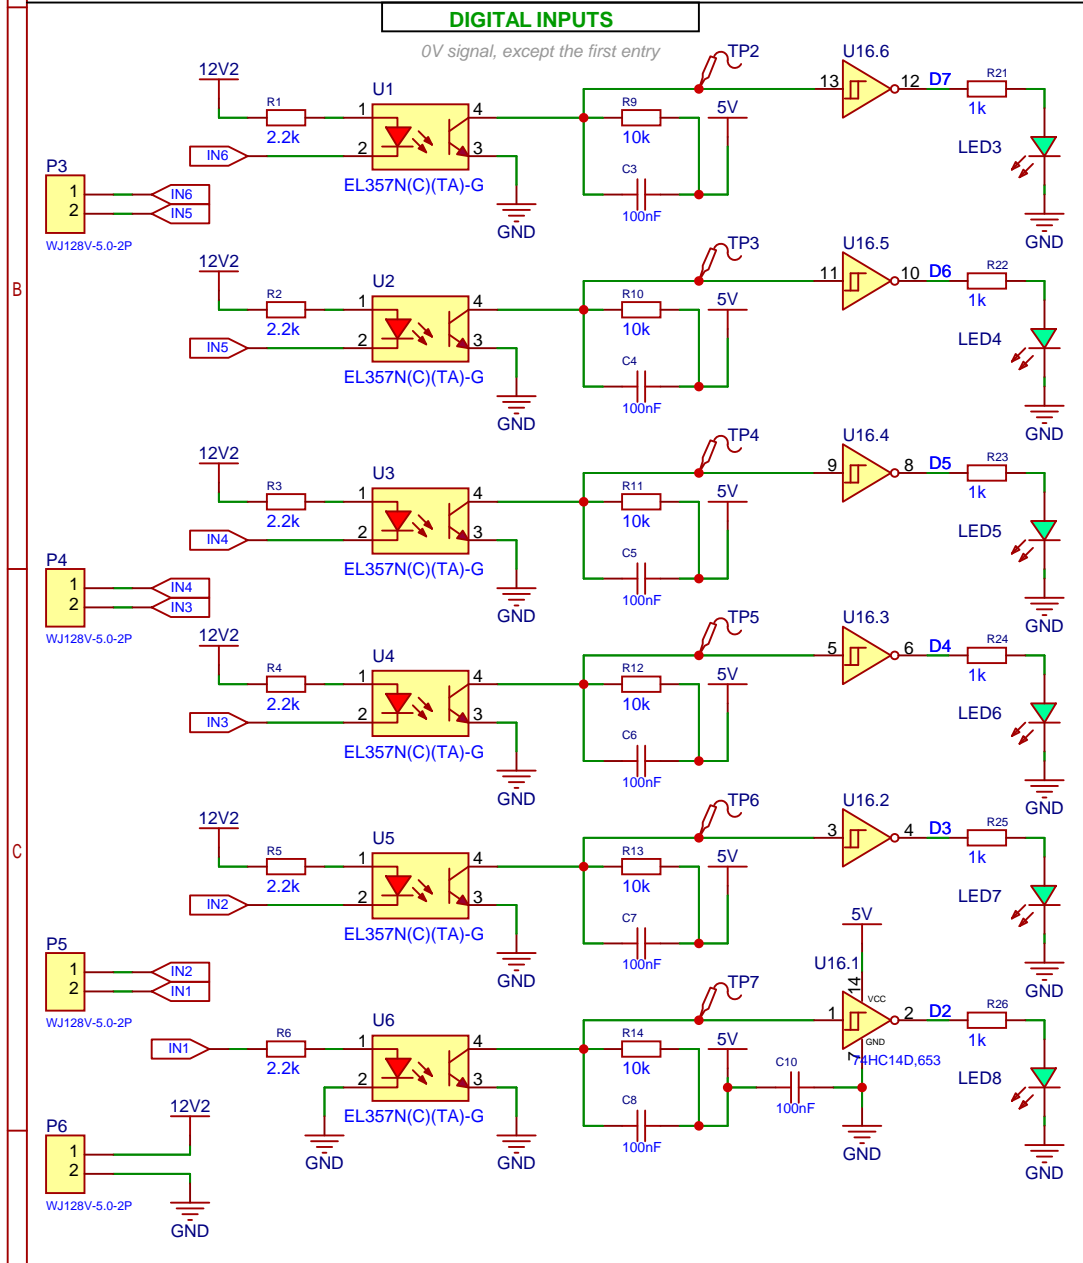 DIGITAL INPUTS
0V signal, except the first entry
12V2
R1
2.2k
IN6
U1
1
2
4
3
EL357N(C)(TA)-G
GND
R9
10k
C3
100nF
5V
TP2
U16.6
13
12
D7
R21
1k
LED3
GND
P3
1
2
IN6
IN5
WJ128V-5.0-2P
B
12V2
R2
2.2k
IN5
U2
1
2
4
3
EL357N(C)(TA)-G
GND
R10
10k
C4
100nF
5V
TP3
U16.5
11
10
D6
R22
1k
LED4
GND
12V2
R3
2.2k
IN4
U3
1
2
4
3
EL357N(C)(TA)-G
GND
R11
10k
C5
100nF
5V
TP4
U16.4
9
8
D5
R23
1k
LED5
GND
P4
1
2
IN4
IN3
WJ128V-5.0-2P
12V2
R4
2.2k
IN3
U4
1
2
4
3
EL357N(C)(TA)-G
GND
R12
10k
C6
100nF
5V
TP5
U16.3
5
6
D4
R24
1k
LED6
GND
C
12V2
R5
2.2k
IN2
U5
1
2
4
3
EL357N(C)(TA)-G
GND
R13
10k
C7
100nF
5V
TP6
U16.2
3
4
D3
R25
1k
LED7
GND
P5
1
2
IN2
IN1
WJ128V-5.0-2P
IN1
R6
2.2k
U6
1
2
4
3
EL357N(C)(TA)-G
GND
GND
R14
10k
C8
100nF
5V
TP7
5V
U16.1
14
VCC
1
2
GND
7
74HC14D,653
C10
100nF
GND
D2
R26
1k
LED8
GND
P6
1
2
12V2
WJ128V-5.0-2P
GND